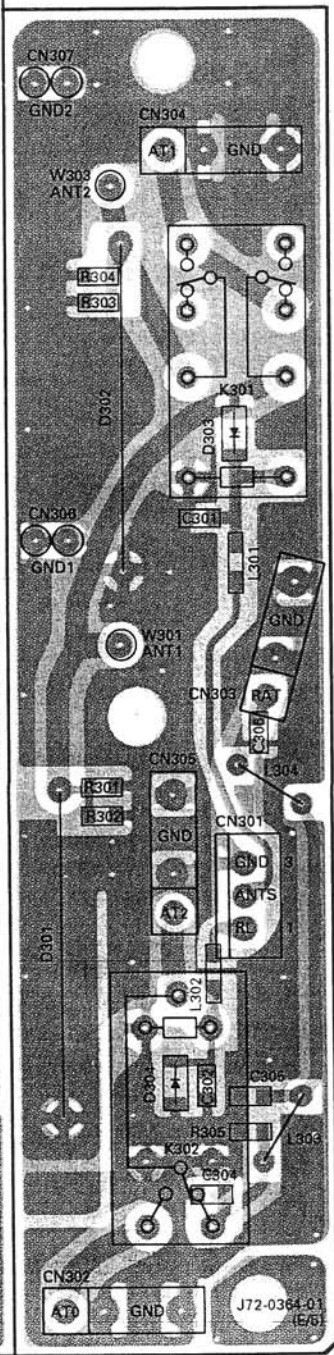 CN307
GND2
CN304
AT1 GND
W303
ANT2
R304
R303
D302
K301
D303
C301
CN306
GND1
L301
GND
W301
ANT1
CN303
RAT
C306
L304
R301
R302
CN305
GND
AT2
CN301
GND 3
ANTS
RL 1
D301
L302
D304
C302
C305
R305
L303
K302
C304
CN302
AT0 GND
J72-0364-01
(E/5)